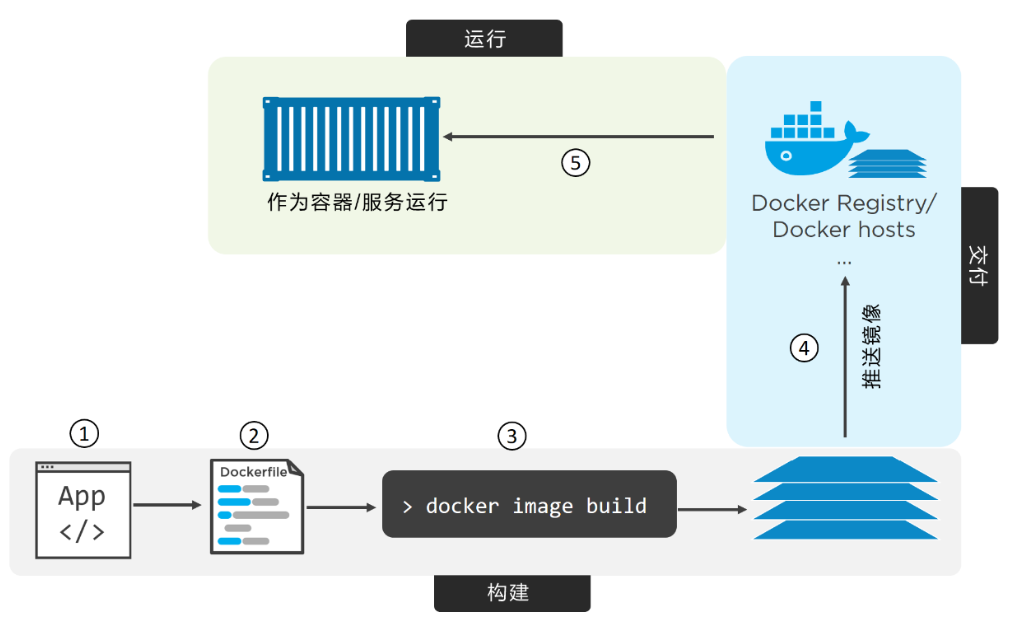 运行
作为容器/服务运行
⑤
Docker Registry/
Docker hosts
...
交付
④
推送镜像
①
②
③
App
</>
Dockerfile
> docker image build
构建